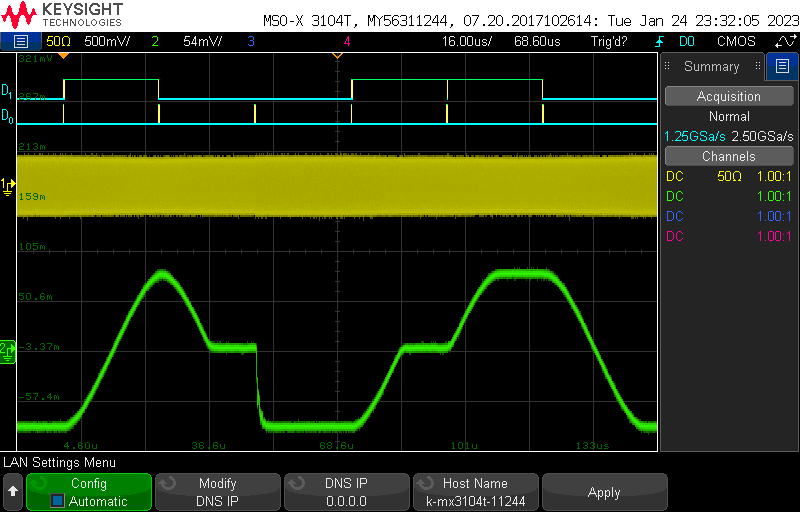 KEYSIGHT
TECHNOLOGIES
MSO-X 3104T, MY56311244, 07.20.2017102614: Tue Jan 24 23:32:05 2023
50Ω 500mV/ 2 54mV/ 3 4 16.00us/ 68.60us Trig'd? D0 CMOS
321mV
Summary
D1
267m
D0
Acquisition
Normal
1.25GSa/s 2.50GSa/s
213m
Channels
DC 50Ω 1.00:1
1
159m
DC 1.00:1
DC 1.00:1
DC 1.00:1
105m
50.6m
2
-3.37m
-57.4m
4.60u 36.6u 68.6u 101u 133us
LAN Settings Menu
Config
Automatic
Modify
DNS IP
DNS IP
0.0.0.0
Host Name
k-mx3104t-11244
Apply